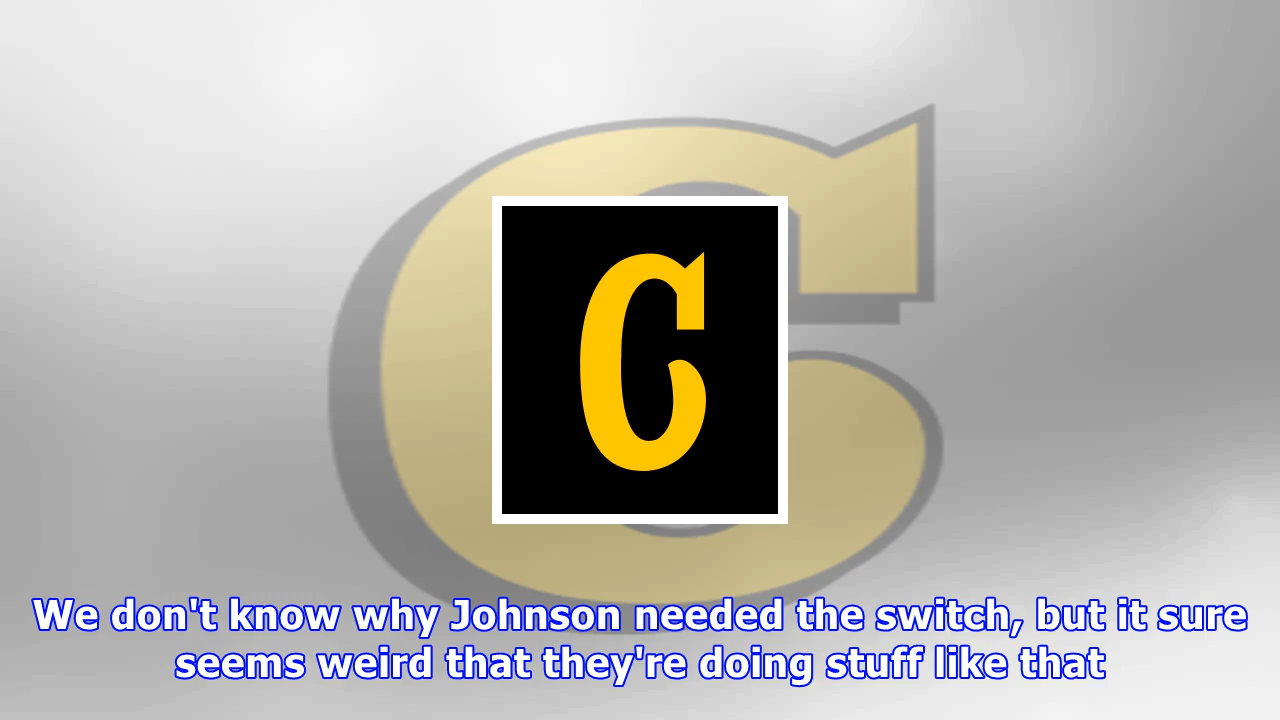 C
C
We don't know why Johnson needed the switch, but it sure
seems weird that they're doing stuff like that